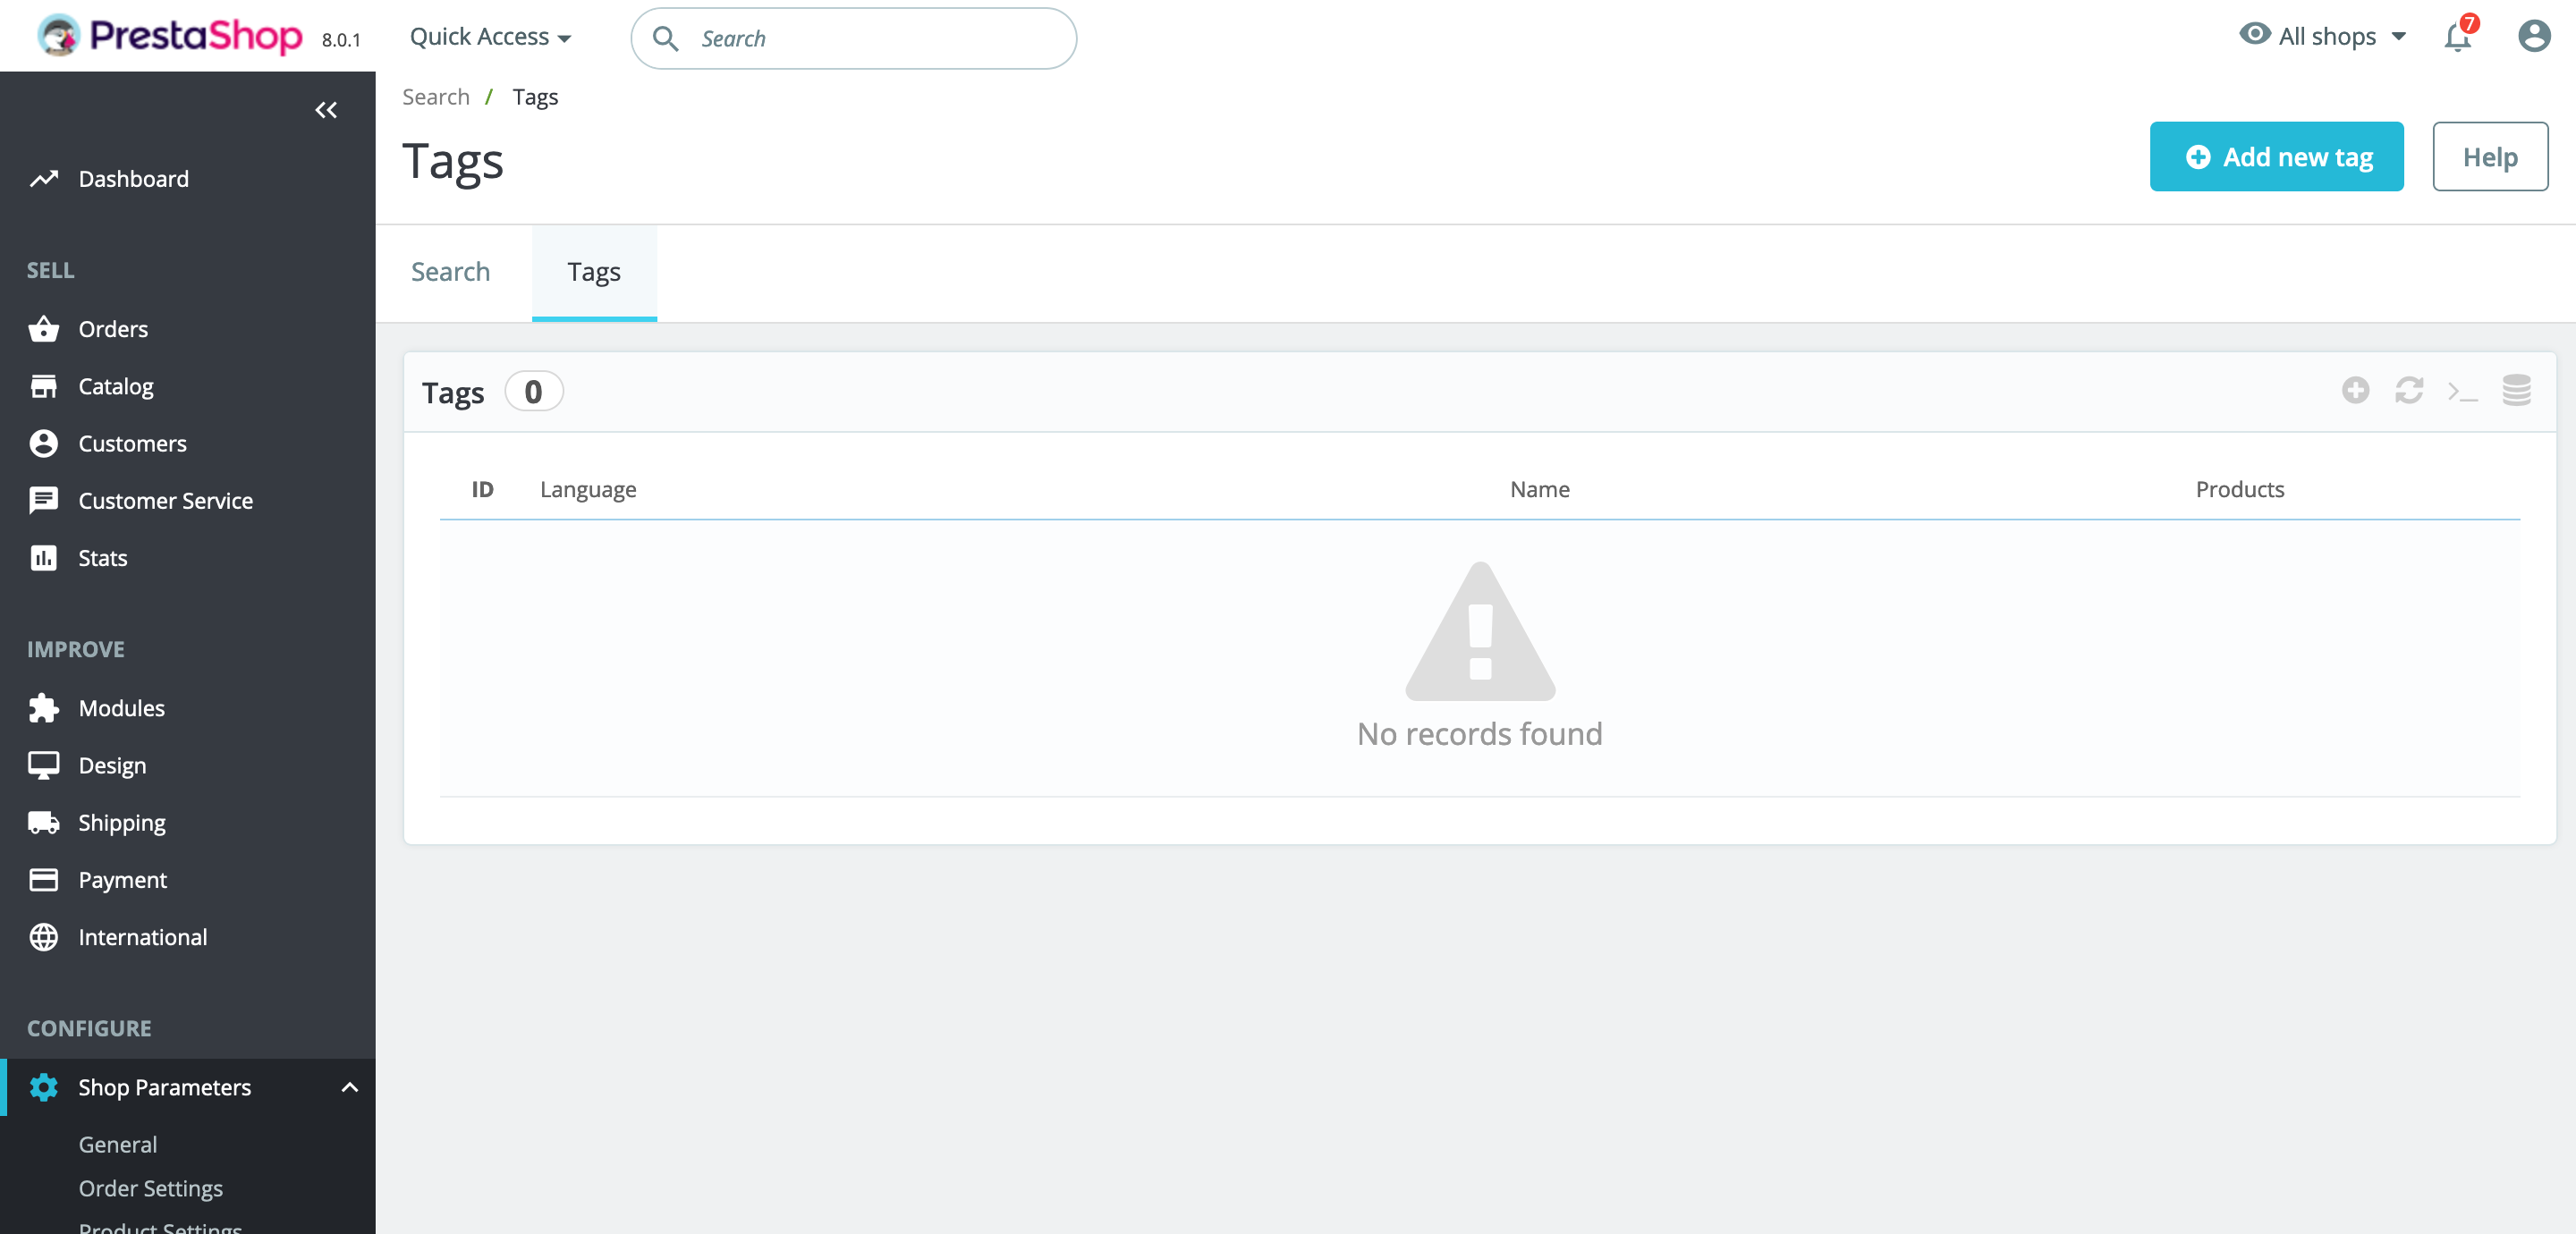 PrestaShop 8.0.1
Quick Access
Search
All shops
7
Search / Tags
Tags
Add new tag
Help
Search
Tags
Dashboard
SELL
Orders
Catalog
Customers
Customer Service
Stats
IMPROVE
Modules
Design
Shipping
Payment
International
CONFIGURE
Shop Parameters
General
Order Settings
Product Settings
Tags 0
ID Language Name Products
No records found